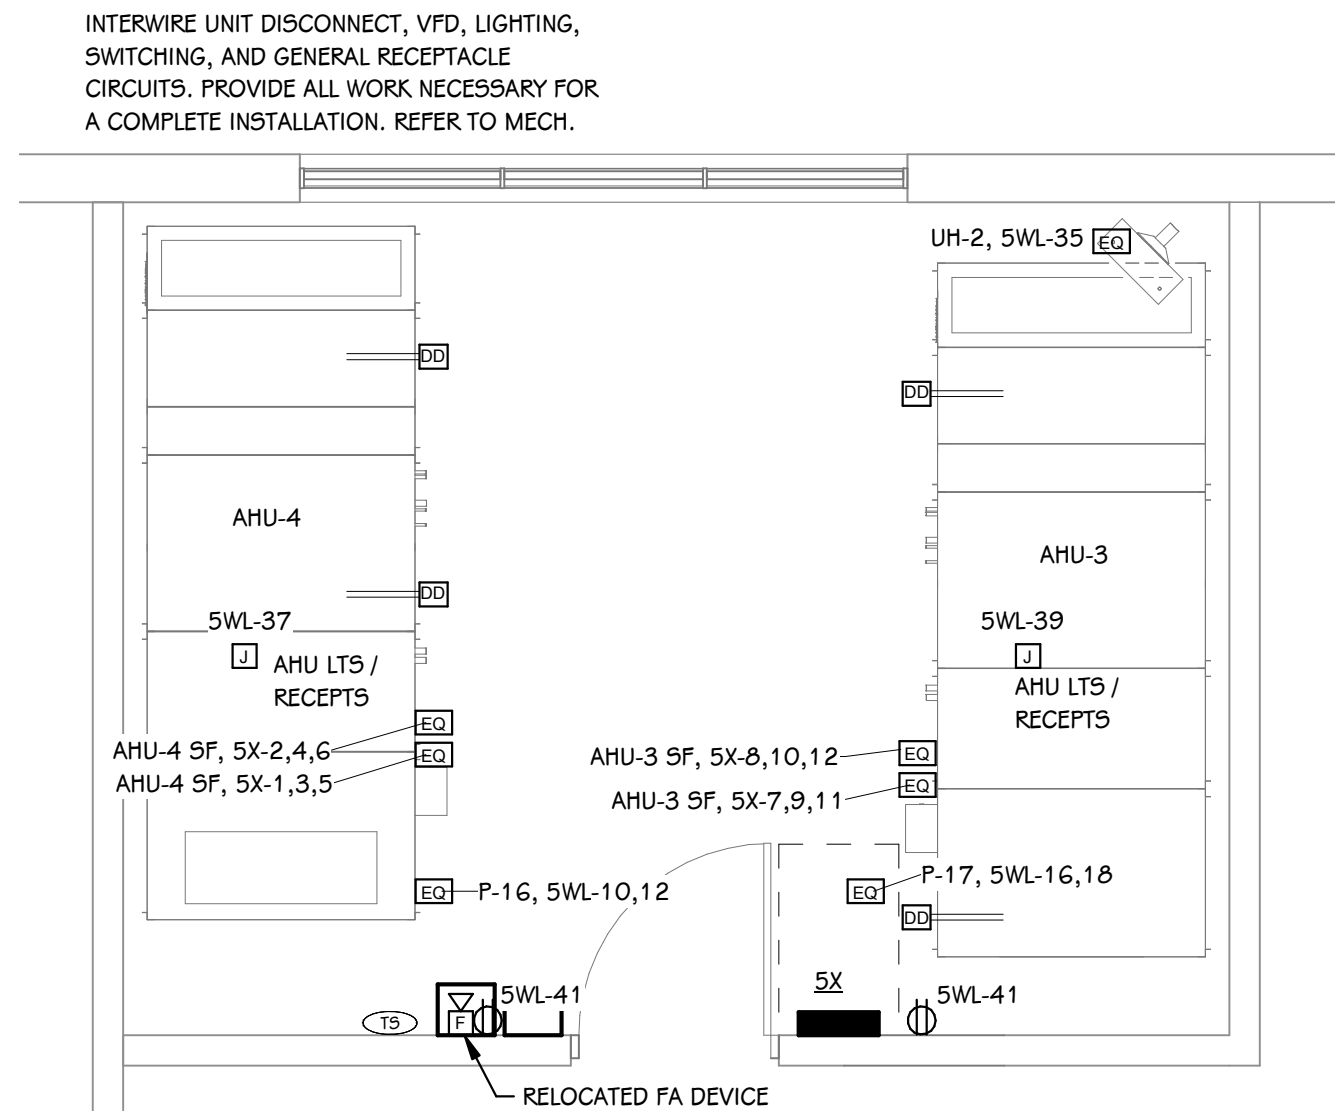 INTERWIRE UNIT DISCONNECT, VFD, LIGHTING,
SWITCHING, AND GENERAL RECEPTACLE
CIRCUITS. PROVIDE ALL WORK NECESSARY FOR
A COMPLETE INSTALLATION. REFER TO MECH.
UH-2, 5WL-35
EQ
DD
DD
AHU-4
AHU-3
DD
5WL-37
5WL-39
J
J
AHU LTS /
RECEPTS
AHU LTS /
RECEPTS
EQ
AHU-4 SF, 5X-2,4,6
EQ
AHU-4 SF, 5X-1,3,5
AHU-3 SF, 5X-8,10,12
EQ
AHU-3 SF, 5X-7,9,11
EQ
EQ
P-16, 5WL-10,12
EQ
P-17, 5WL-16,18
DD
5X
5WL-41
5WL-41
TS
F
RELOCATED FA DEVICE